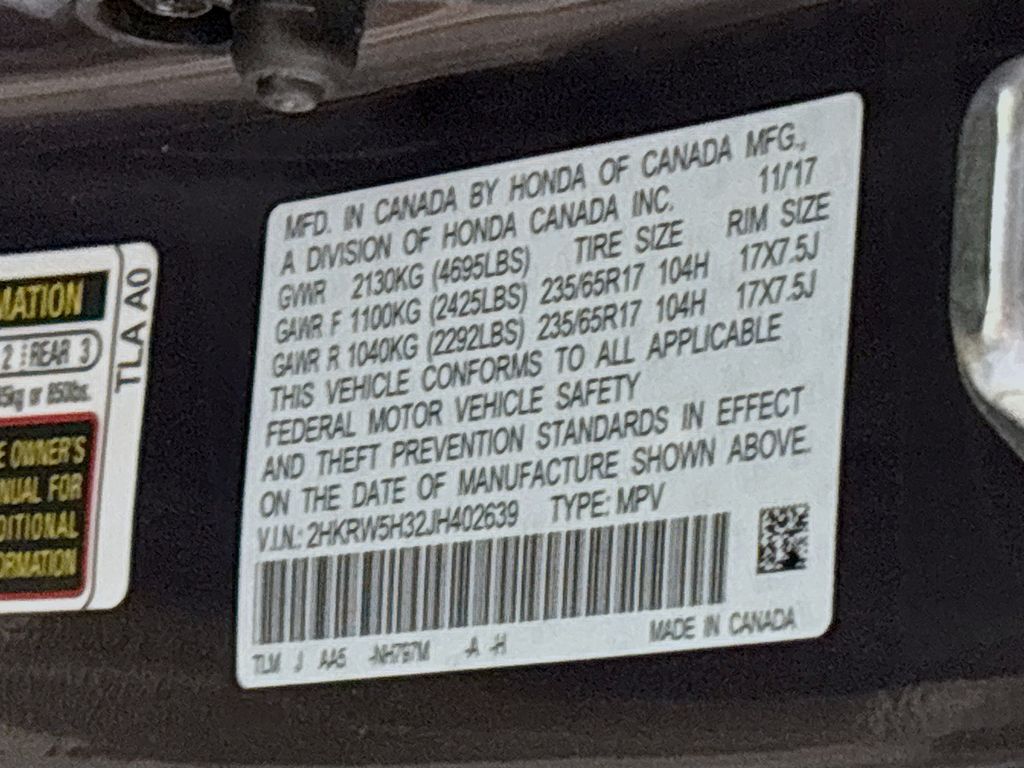 MFD. IN CANADA BY HONDA OF CANADA MFG.,
A DIVISION OF HONDA CANADA INC. 11/17
GVWR 2130KG (4695LBS) TIRE SIZE RIM SIZE
GAWR F 1100KG (2425LBS) 235/65R17 104H 17X7.5J
GAWR R 1040KG (2292LBS) 235/65R17 104H 17X7.5J
THIS VEHICLE CONFORMS TO ALL APPLICABLE
FEDERAL MOTOR VEHICLE SAFETY
AND THEFT PREVENTION STANDARDS IN EFFECT
ON THE DATE OF MANUFACTURE SHOWN ABOVE.
V.I.N.: 2HKRW5H32JH402639 TYPE: MPV
TLM J AA5 -NH797M -A -H MADE IN CANADA
MATION
2 REAR 3
5kg or 850lbs.
E OWNER'S
NUAL FOR
DITIONAL
ORMATION
TLA A0